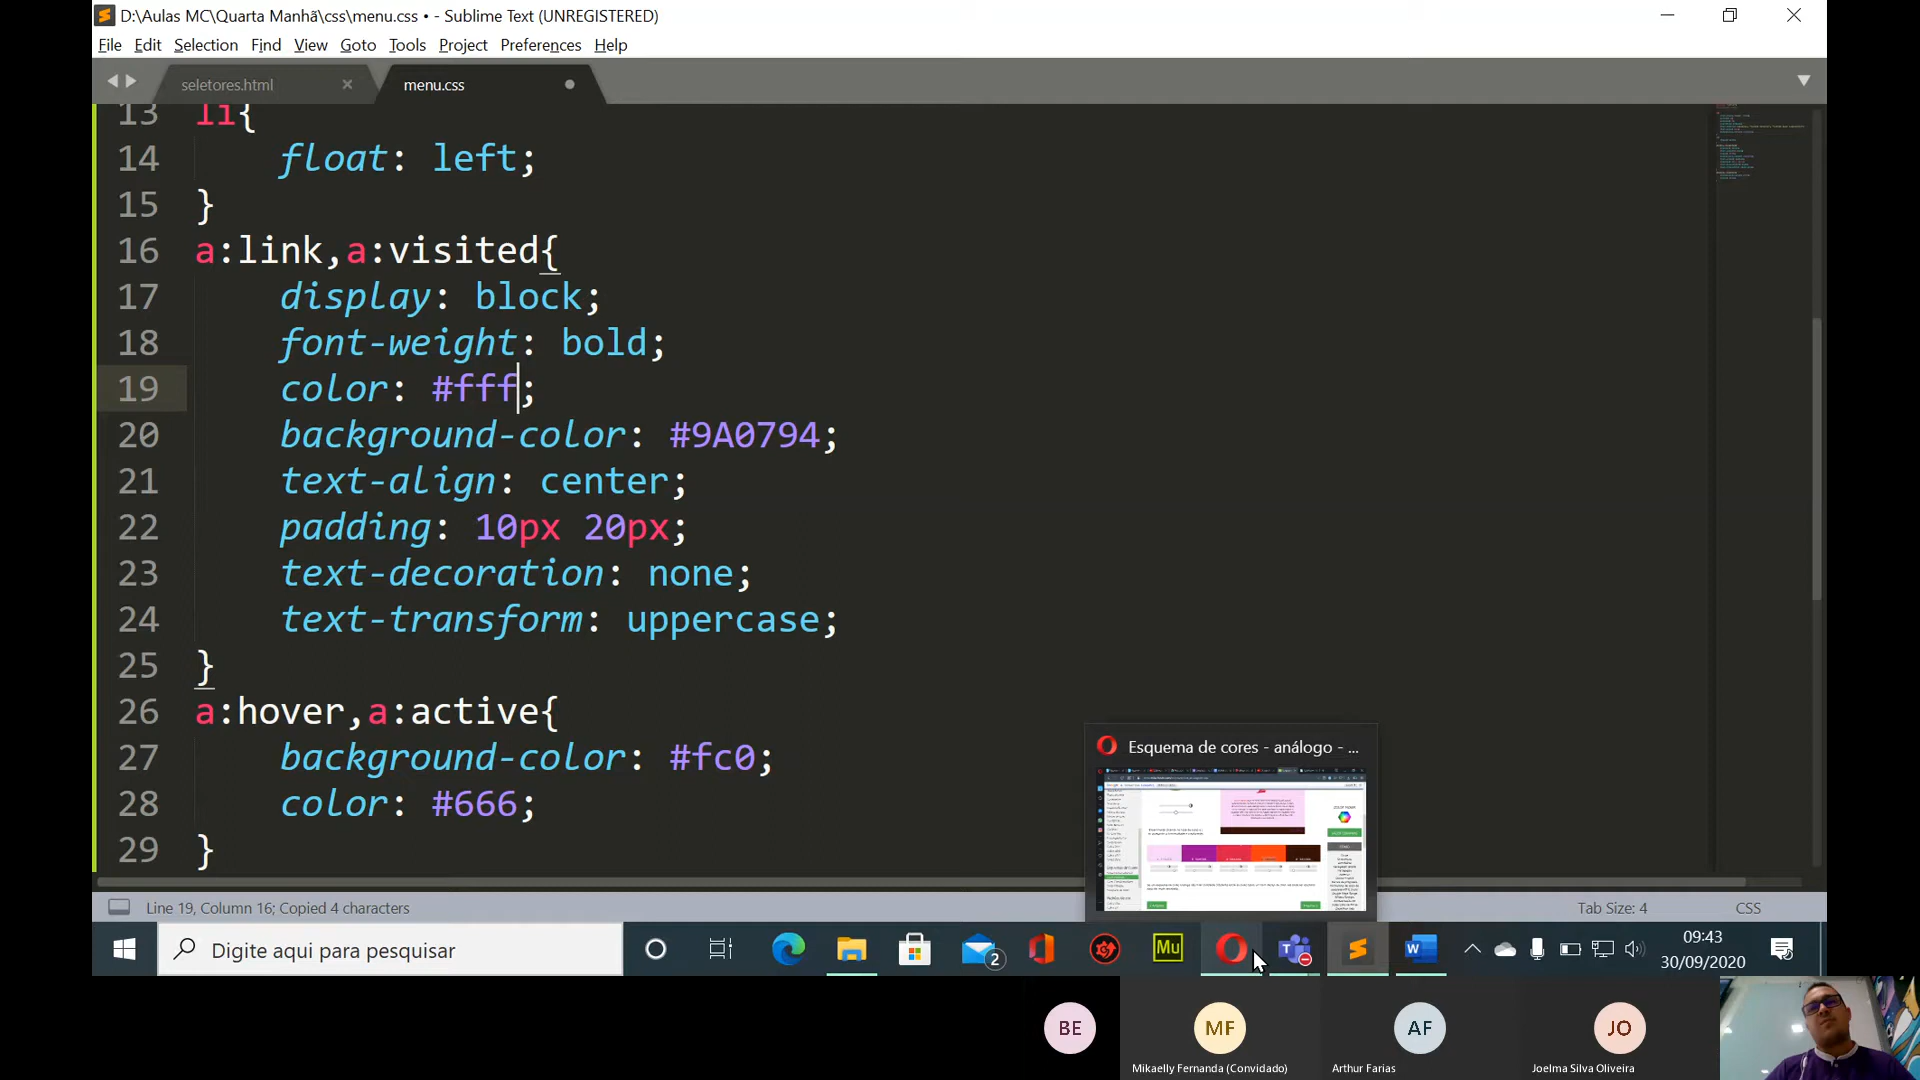 D:\Aulas MC\Quarta Manhã\css\menu.css • - Sublime Text (UNREGISTERED)
File Edit Selection Find View Goto Tools Project Preferences Help
seletores.html
menu.css
13 li{
14 float: left;
15 }
16 a:link,a:visited{
17 display: block;
18 font-weight: bold;
19 color: #fff;
20 background-color: #9A0794;
21 text-align: center;
22 padding: 10px 20px;
23 text-decoration: none;
24 text-transform: uppercase;
25 }
26 a:hover,a:active{
27 background-color: #fc0;
28 color: #666;
29 }
Esquema de cores - análogo - ...
Line 19, Column 16; Copied 4 characters
Tab Size: 4
CSS
Digite aqui para pesquisar
2
Mu
09:43
30/09/2020
BE
MF
AF
JO
Mikaelly Fernanda (Convidado)
Arthur Farias
Joelma Silva Oliveira